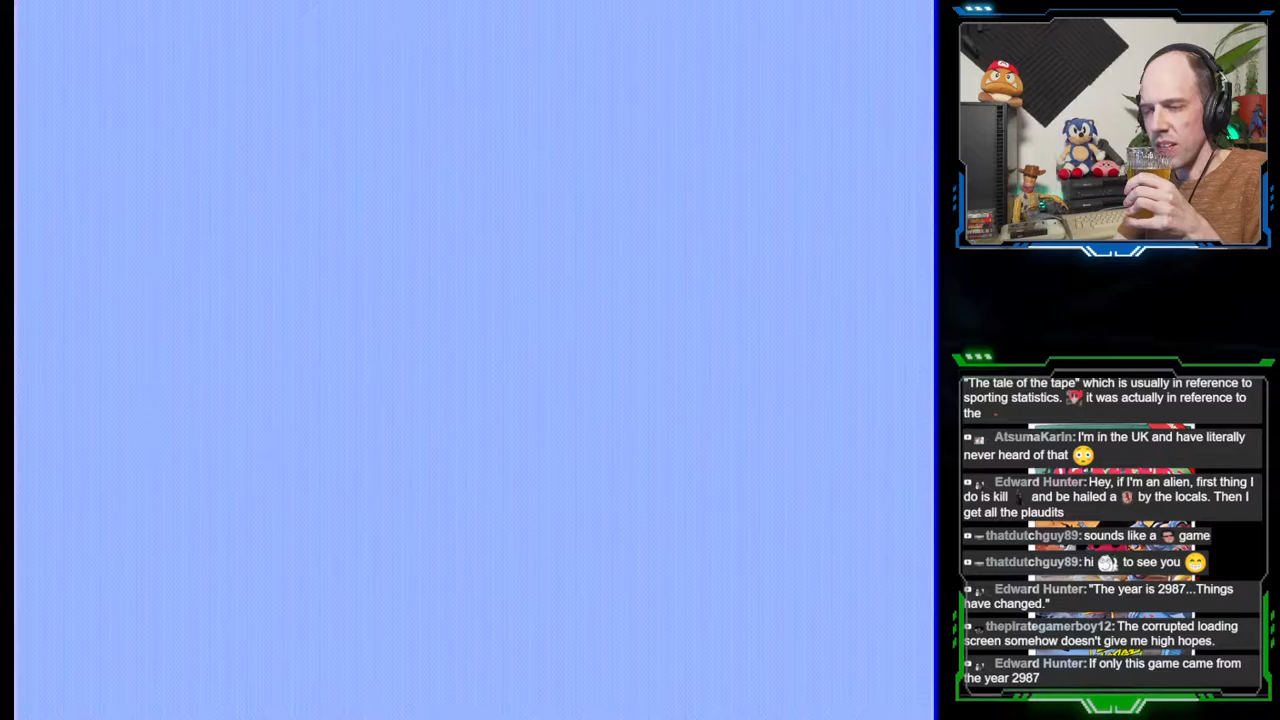 "The tale of the tape" which is usually in reference to
sporting statistics. it was actually in reference to
the
AtsumaKarin: I'm in the UK and have literally
never heard of that
Edward Hunter: Hey, if I'm an alien, first thing I
do is kill and be hailed a by the locals. Then I
get all the plaudits
thatdutchguy89: sounds like a game
thatdutchguy89: hi to see you
Edward Hunter: "The year is 2987...Things
have changed."
thepirategamerboy12: The corrupted loading
screen somehow doesn't give me high hopes.
Edward Hunter: If only this game came from
the year 2987